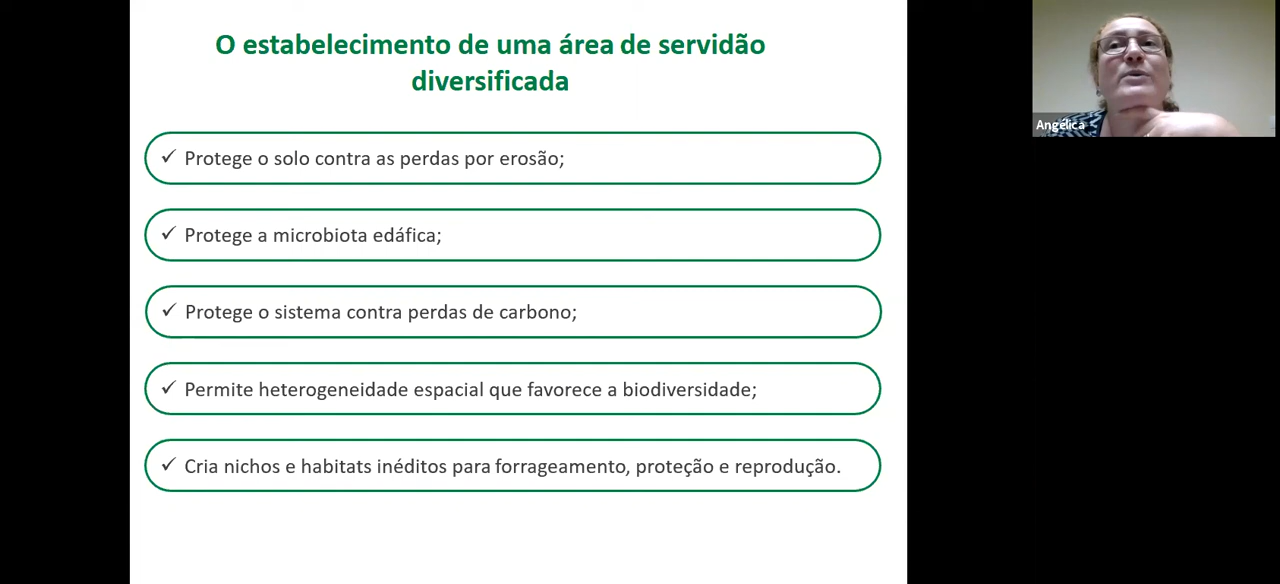 O estabelecimento de uma área de servidão
diversificada
✓ Protege o solo contra as perdas por erosão;
✓ Protege a microbiota edáfica;
✓ Protege o sistema contra perdas de carbono;
✓ Permite heterogeneidade espacial que favorece a biodiversidade;
✓ Cria nichos e habitats inéditos para forrageamento, proteção e reprodução.
Angélica